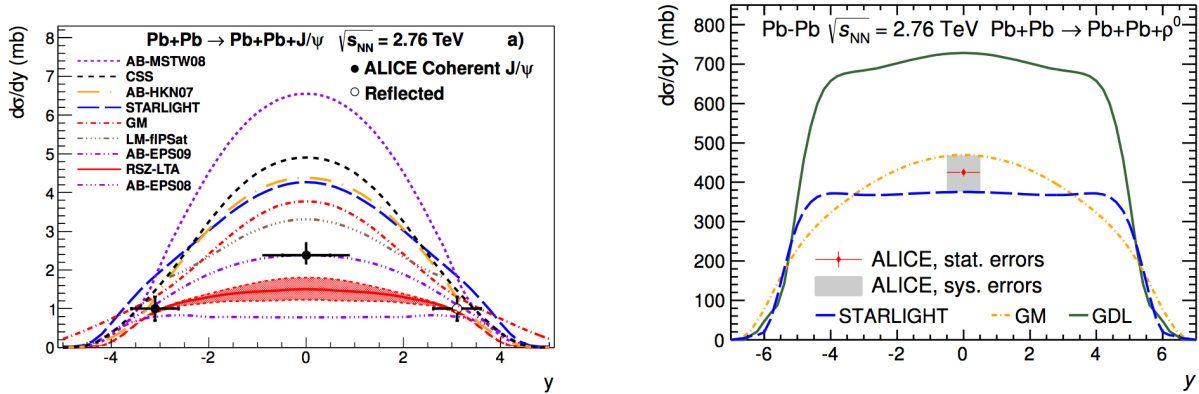 Pb+Pb → Pb+Pb+J/ψ √sNN = 2.76 TeV a)
dσ/dy (mb)
8
7
6
5
4
3
2
1
0
AB-MSTW08
CSS
AB-HKN07
STARLIGHT
GM
LM-fIPSat
AB-EPS09
RSZ-LTA
AB-EPS08
ALICE Coherent J/ψ
Reflected
-4 -2 0 2 4
y
Pb-Pb √sNN = 2.76 TeV Pb+Pb → Pb+Pb+ρ⁰
dσ/dy (mb)
800
700
600
500
400
300
200
100
0
ALICE, stat. errors
ALICE, sys. errors
STARLIGHT GM GDL
-6 -4 -2 0 2 4 6
y